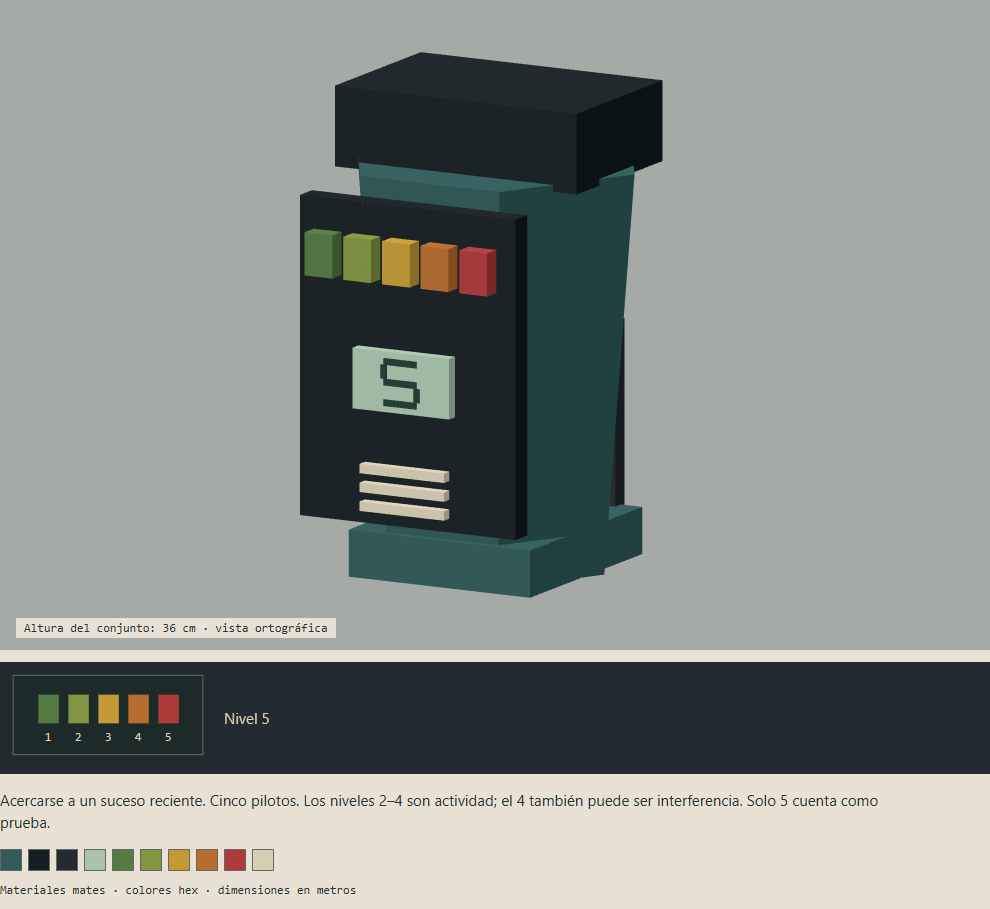 5
Altura del conjunto: 36 cm · vista ortográfica
1 2 3 4 5
Nivel 5
Acercarse a un suceso reciente. Cinco pilotos. Los niveles 2–4 son actividad; el 4 también puede ser interferencia. Solo 5 cuenta como
prueba.
Materiales mates · colores hex · dimensiones en metros